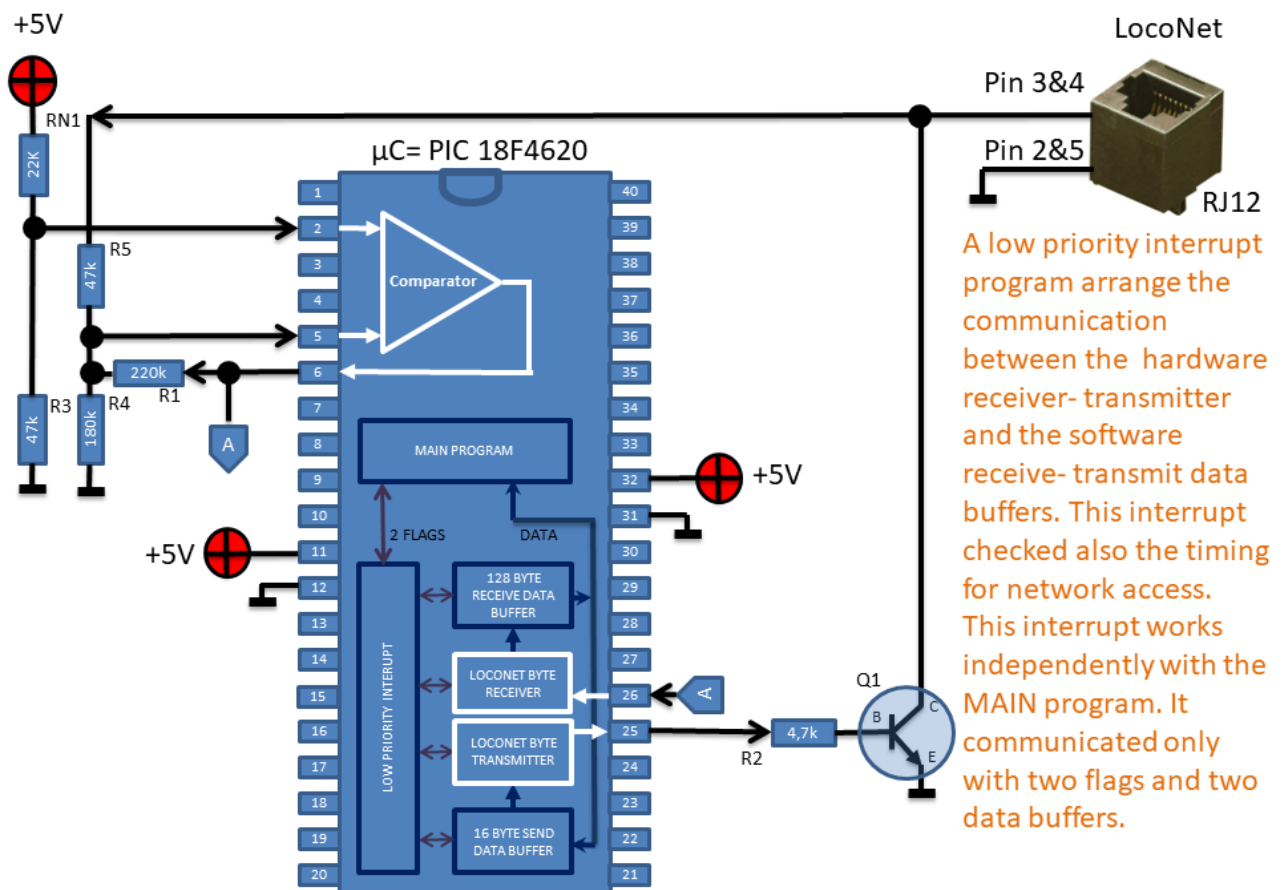 +5V
LocoNet
Pin 3&4
RN1
22K
µC= PIC 18F4620
Pin 2&5
RJ12
1
40
2
39
3
38
4
37
5
36
6
35
7
34
8
33
9
32
10
31
11
30
12
29
13
28
14
27
15
26
16
25
17
24
18
23
19
22
20
21
R5
47k
Comparator
220k
R1
R3
47k
R4
180k
A
MAIN PROGRAM
+5V
2 FLAGS
DATA
+5V
LOW PRIORITY INTERUPT
128 BYTE
RECEIVE DATA
BUFFER
LOCONET BYTE
RECEIVER
LOCONET BYTE
TRANSMITTER
16 BYTE SEND
DATA BUFFER
A
R2
4,7k
Q1
B
C
E
A low priority interrupt
program arrange the
communication
between the hardware
receiver- transmitter
and the software
receive- transmit data
buffers. This interrupt
checked also the timing
for network access.
This interrupt works
independently with the
MAIN program. It
communicated only
with two flags and two
data buffers.